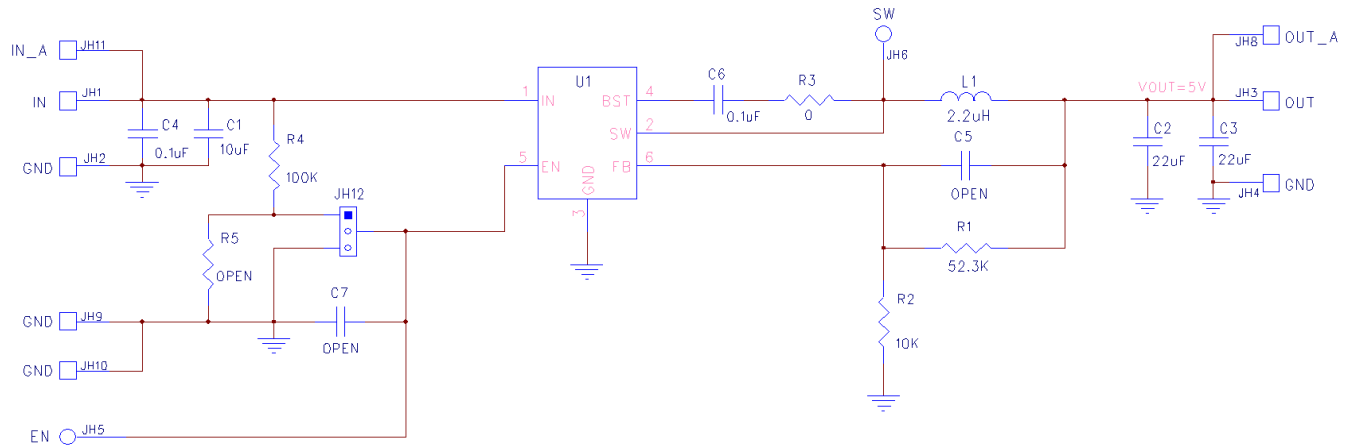 SW
JH6
IN_A
JH11
OUT_A
JH8
IN
JH1
U1
1
IN
BST
4
C6
0.1uF
R3
0
L1
2.2uH
VOUT=5V
OUT
JH3
C4
0.1uF
C1
10uF
R4
100K
SW
2
C5
OPEN
C2
22uF
C3
22uF
GND
JH2
5
EN
FB
6
GND
3
GND
JH4
JH12
R5
OPEN
R1
52.3K
C7
OPEN
R2
10K
GND
JH9
GND
JH10
EN
JH5